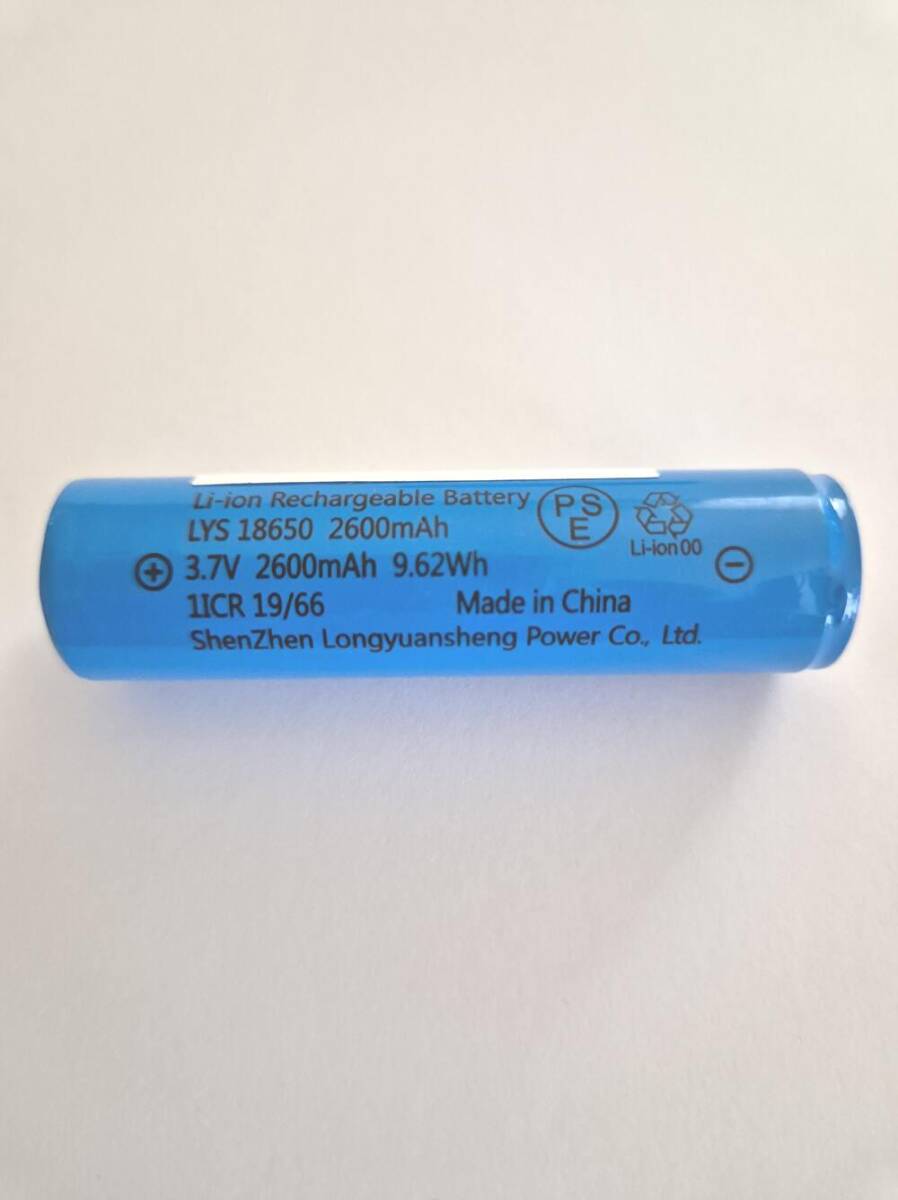 Li-ion Rechargeable Battery
LYS 18650 2600mAh
3.7V 2600mAh 9.62Wh
1ICR 19/66 Made in China
ShenZhen Longyuansheng Power Co., Ltd.
PSE
Li-ion 00
+
−